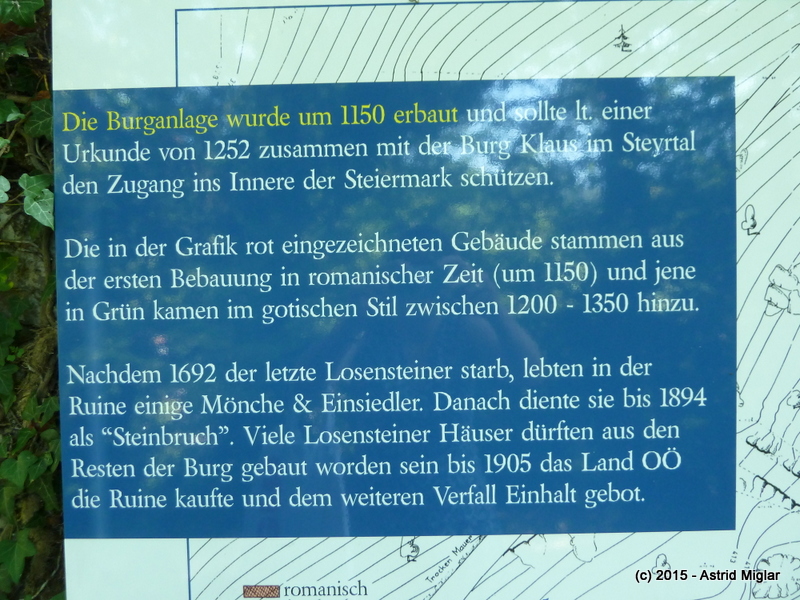 Die Burganlage wurde um 1150 erbaut und sollte lt. einer
Urkunde von 1252 zusammen mit der Burg Klaus im Steyrtal
den Zugang ins Innere der Steiermark schützen.
Die in der Grafik rot eingezeichneten Gebäude stammen aus
der ersten Bebauung in romanischer Zeit (um 1150) und jene
in Grün kamen im gotischen Stil zwischen 1200 - 1350 hinzu.
Nachdem 1692 der letzte Losensteiner starb, lebten in der
Ruine einige Mönche & Einsiedler. Danach diente sie bis 1894
als “Steinbruch”. Viele Losensteiner Häuser dürften aus den
Resten der Burg gebaut worden sein bis 1905 das Land OÖ
die Ruine kaufte und dem weiteren Verfall Einhalt gebot.
Trocken Mauer
romanisch
(c) 2015 - Astrid Miglar